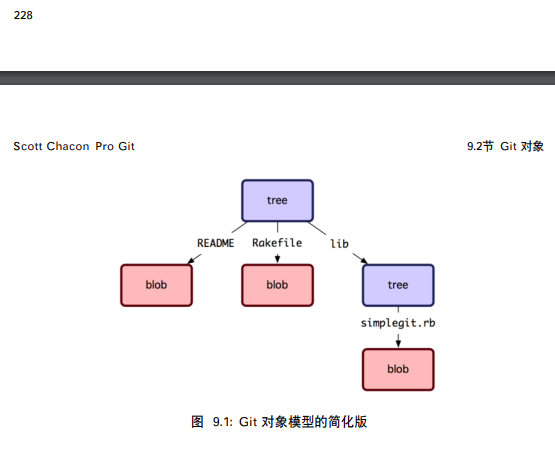 228
Scott Chacon Pro Git 9.2节 Git 对象
tree
README Rakefile lib
blob blob tree
simplegit.rb
blob
图 9.1: Git 对象模型的简化版